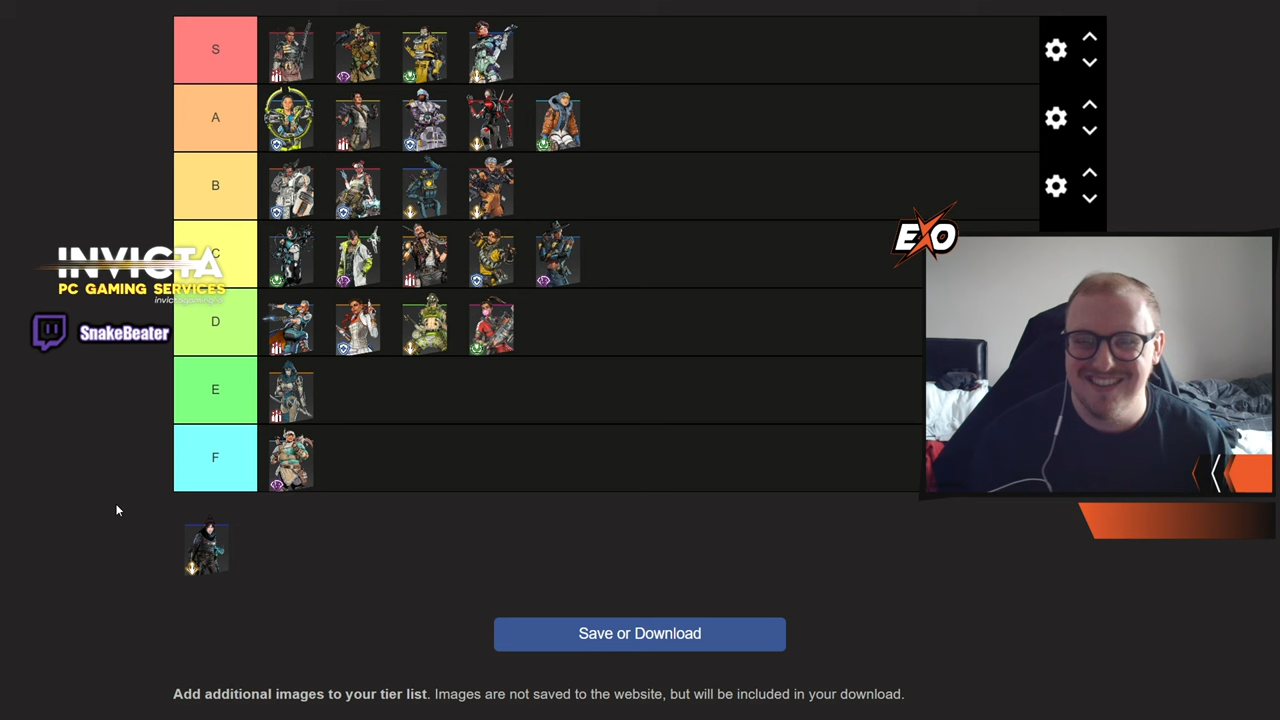 S
A
B
C
D
E
F
INVICTA
PC GAMING SERVICES
SnakeBeater
EXO
Save or Download
Add additional images to your tier list. Images are not saved to the website, but will be included in your download.